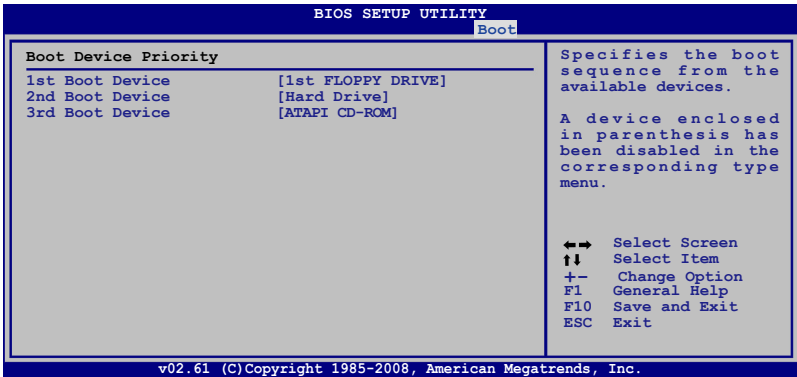 BIOS SETUP UTILITY
Boot
Boot Device Priority
1st Boot Device [1st FLOPPY DRIVE]
2nd Boot Device [Hard Drive]
3rd Boot Device [ATAPI CD-ROM]
Specifies the boot
sequence from the
available devices.
A device enclosed
in parenthesis has
been disabled in the
corresponding type
menu.
←→ Select Screen
↑↓ Select Item
+- Change Option
F1 General Help
F10 Save and Exit
ESC Exit
v02.61 (C)Copyright 1985-2008, American Megatrends, Inc.